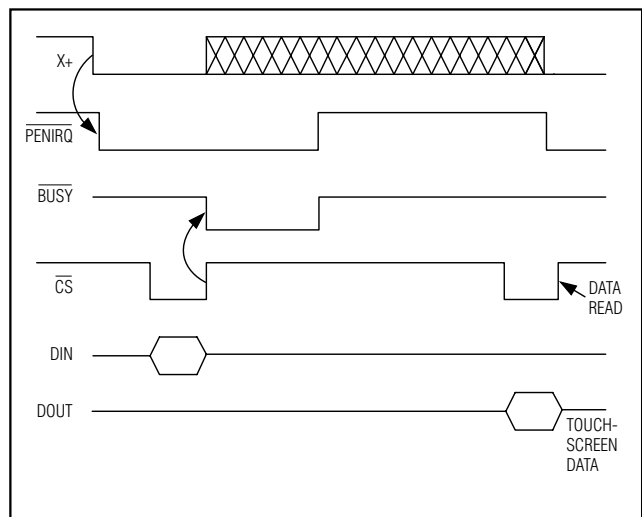 X+
PENIRQ
BUSY
CS
DATA
READ
DIN
DOUT
TOUCH-
SCREEN
DATA